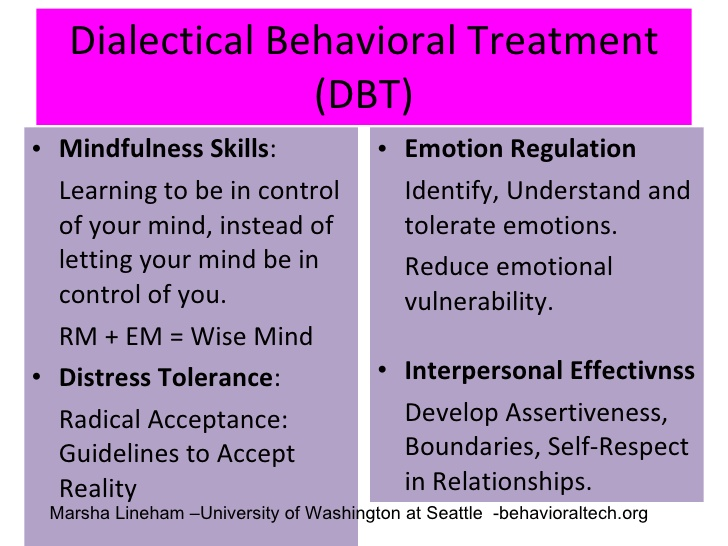 Dialectical Behavioral Treatment
(DBT)
• Mindfulness Skills:
Learning to be in control
of your mind, instead of
letting your mind be in
control of you.
RM + EM = Wise Mind
• Distress Tolerance:
Radical Acceptance:
Guidelines to Accept
Reality
• Emotion Regulation
Identify, Understand and
tolerate emotions.
Reduce emotional
vulnerability.
• Interpersonal Effectivnss
Develop Assertiveness,
Boundaries, Self-Respect
in Relationships.
Marsha Lineham –University of Washington at Seattle -behavioraltech.org